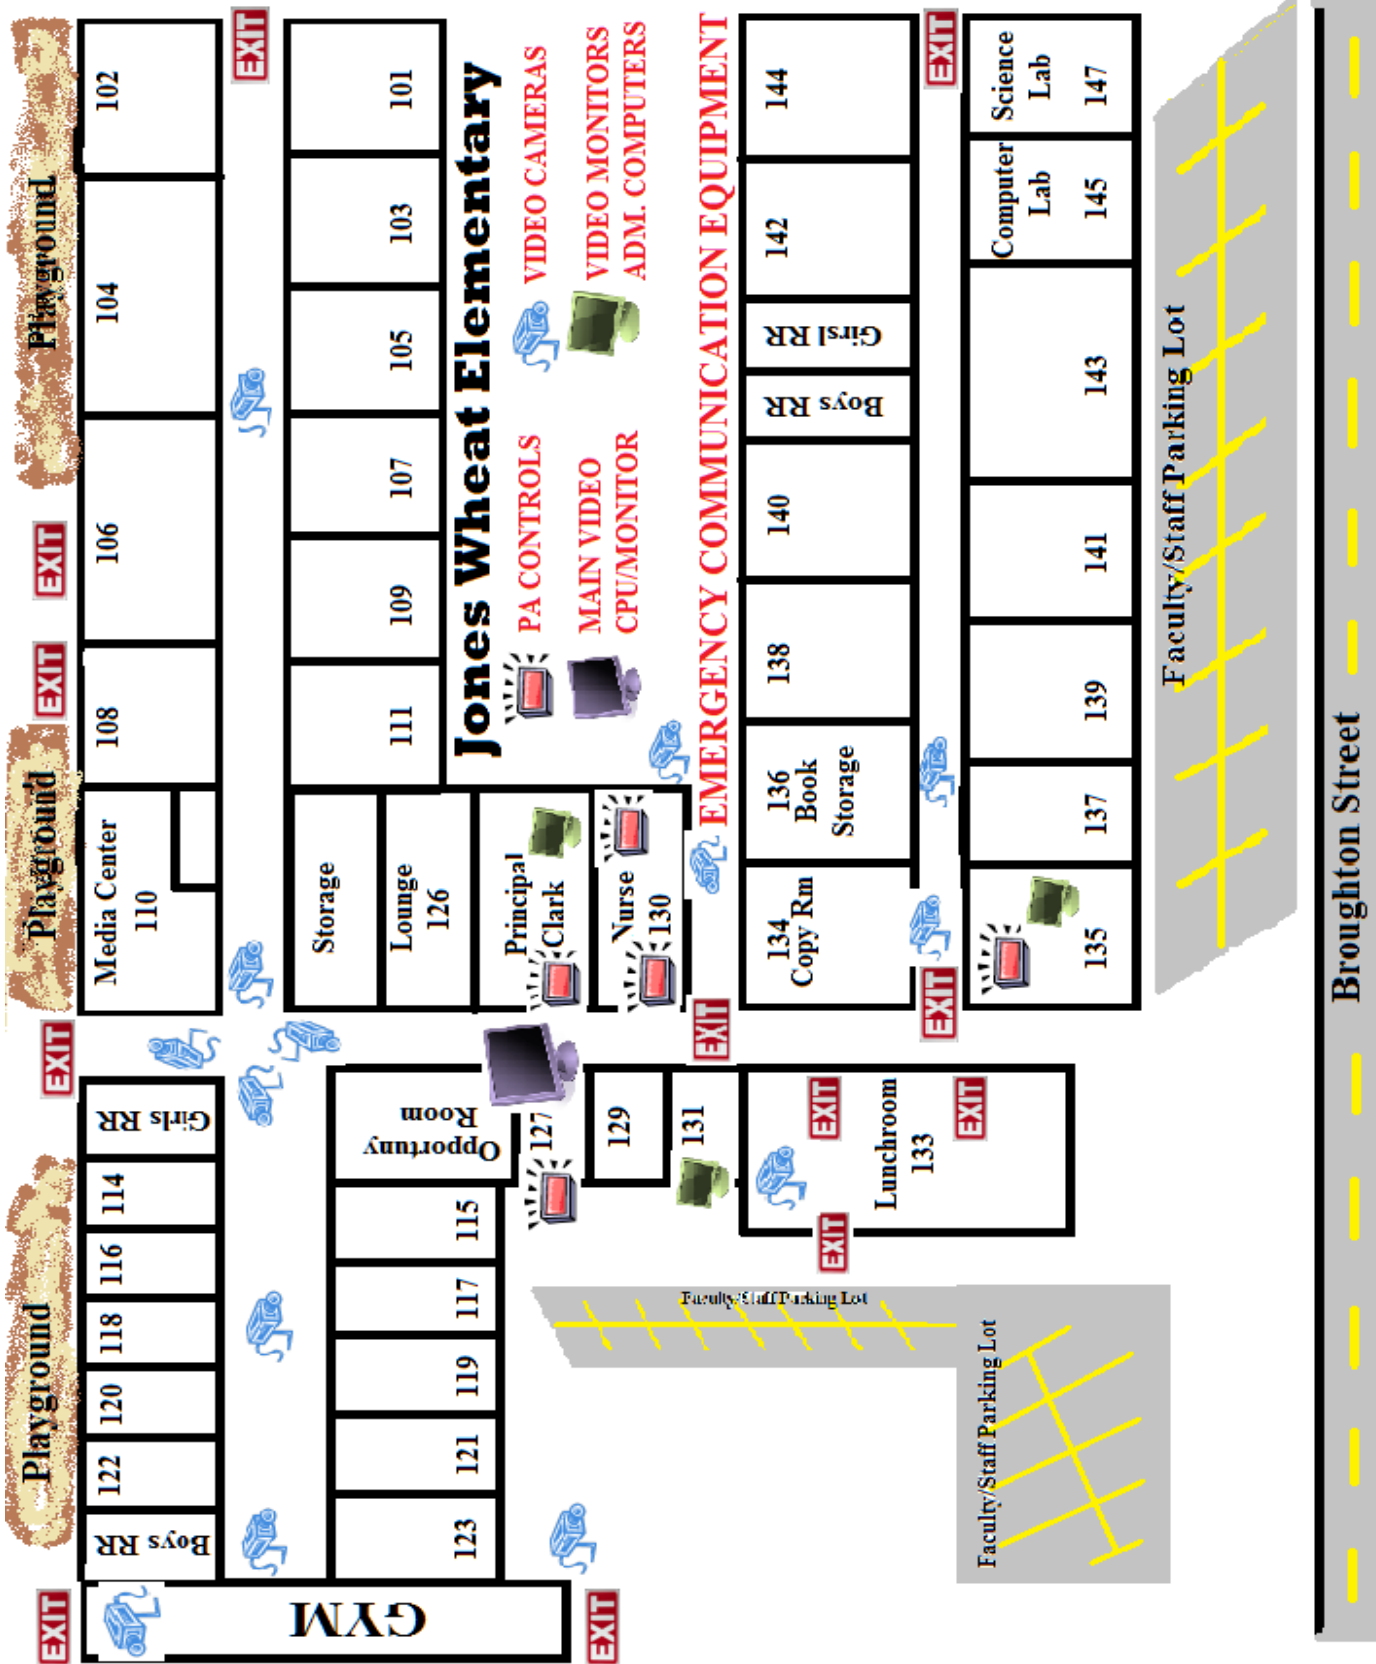 EXIT
Playground
EXIT
Playground
EXIT
EXIT
Playground
Boys RR
122
120
118
116
114
Girls RR
Media Center
110
108
106
104
102
EXIT
GYM
123
121
119
117
115
Opportuny
Room
Storage
Lounge
126
111
109
107
105
103
101
Jones Wheat Elementary
EXIT
127
129
131
Principal
Clark
Nurse
130
PA CONTROLS
VIDEO CAMERAS
MAIN VIDEO
CPU/MONITOR
VIDEO MONITORS
ADM. COMPUTERS
EXIT
EMERGENCY COMMUNICATION EQUIPMENT
Faculty/Staff Parking Lot
EXIT
EXIT
Lunchroom
133
EXIT
134
Copy Rm
136
Book
Storage
138
140
Boys RR
Girsl RR
142
144
EXIT
EXIT
Faculty/Staff Parking Lot
135
137
139
141
143
Computer
Lab
145
Science
Lab
147
Faculty/Staff Parking Lot
Broughton Street